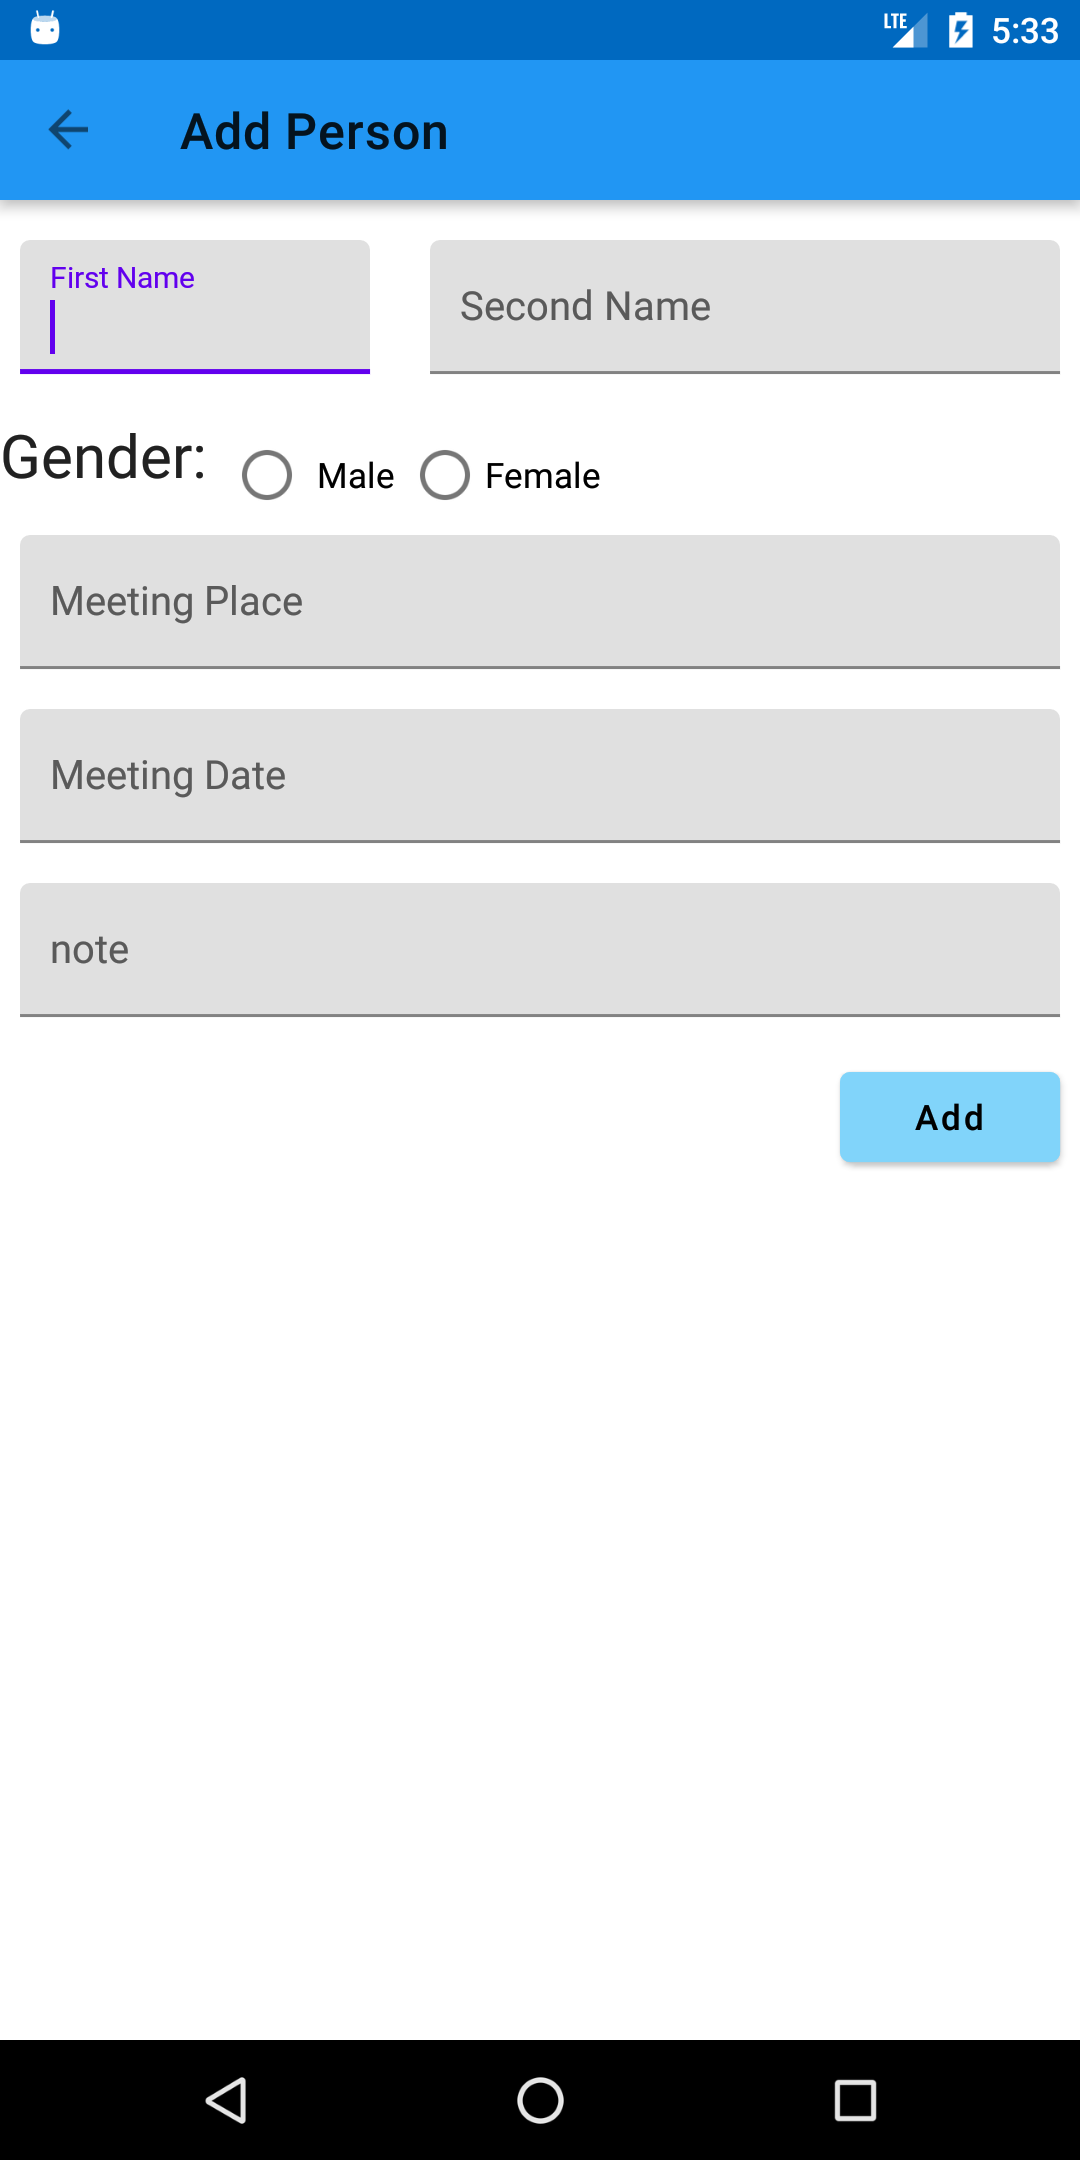 LTE 5:33
Add Person
First Name
Second Name
Gender: Male Female
Meeting Place
Meeting Date
note
Add